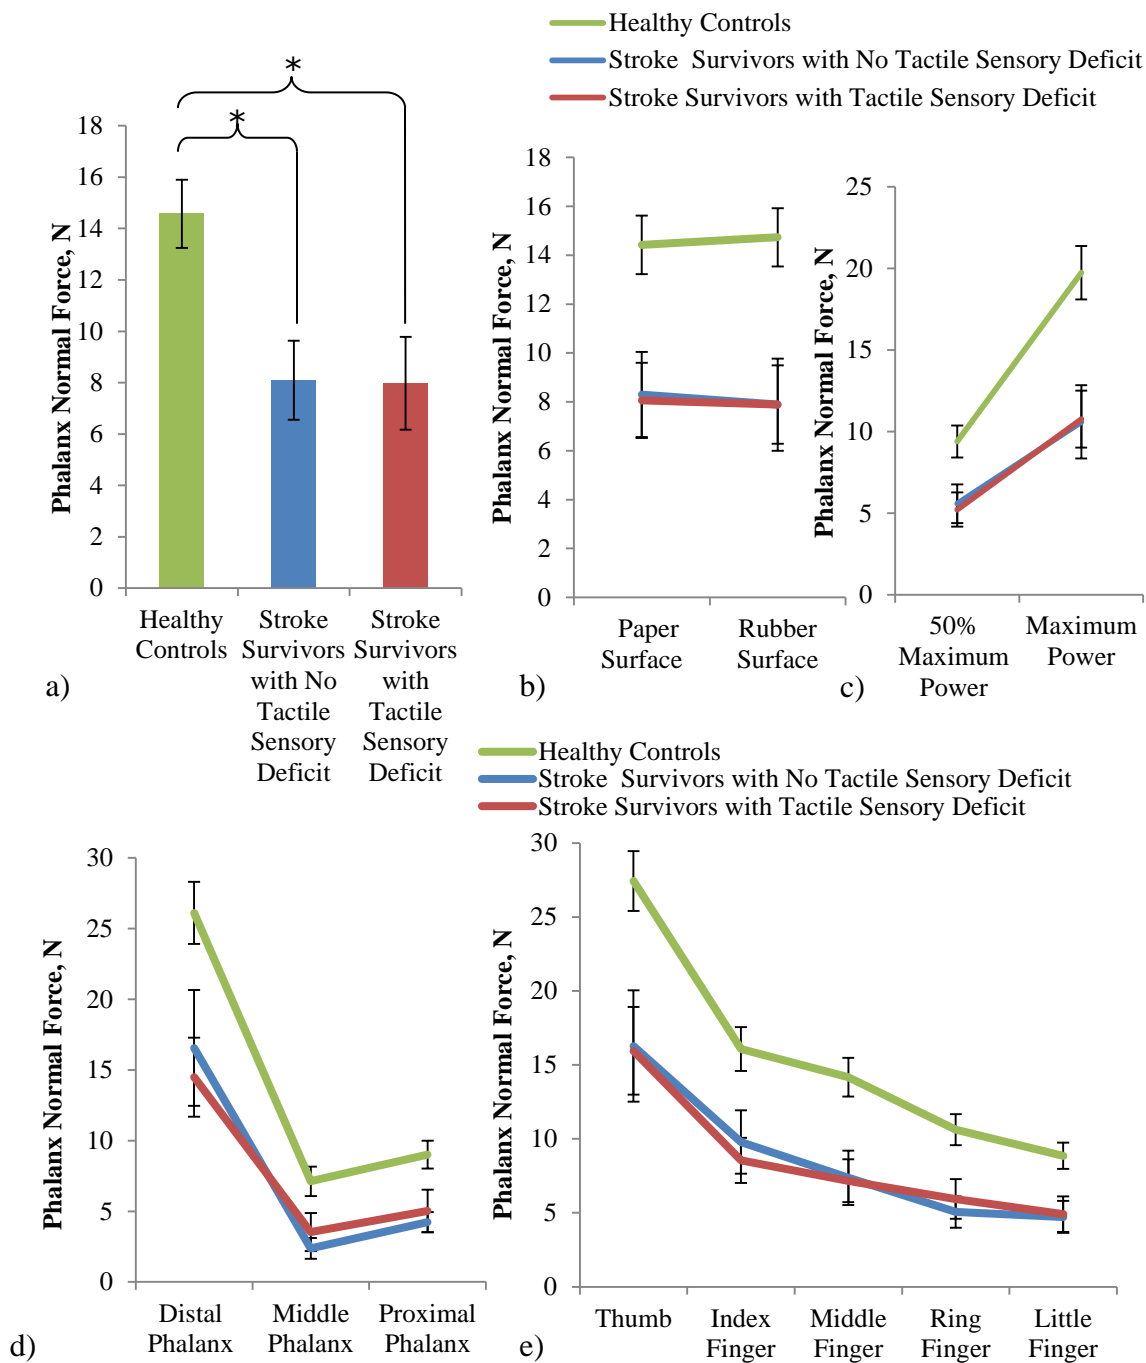 Healthy Controls
Stroke  Survivors with No Tactile Sensory Deficit
Stroke Survivors with Tactile Sensory Deficit
*
*
Phalanx Normal Force, N
18
16
14
12
10
8
6
4
2
0
Healthy
Controls
Stroke
Survivors
with No
Tactile
Sensory
Deficit
Stroke
Survivors
with
Tactile
Sensory
Deficit
a)
Phalanx Normal Force, N
18
16
14
12
10
8
6
4
2
0
Paper
Surface
Rubber
Surface
b)
Phalanx Normal Force, N
25
20
15
10
5
0
50%
Maximum
Power
Maximum
Power
c)
Healthy Controls
Stroke  Survivors with No Tactile Sensory Deficit
Stroke Survivors with Tactile Sensory Deficit
Phalanx Normal Force, N
30
25
20
15
10
5
0
Distal
Phalanx
Middle
Phalanx
Proximal
Phalanx
d)
Phalanx Normal Force, N
30
25
20
15
10
5
0
Thumb
Index
Finger
Middle
Finger
Ring
Finger
Little
Finger
e)